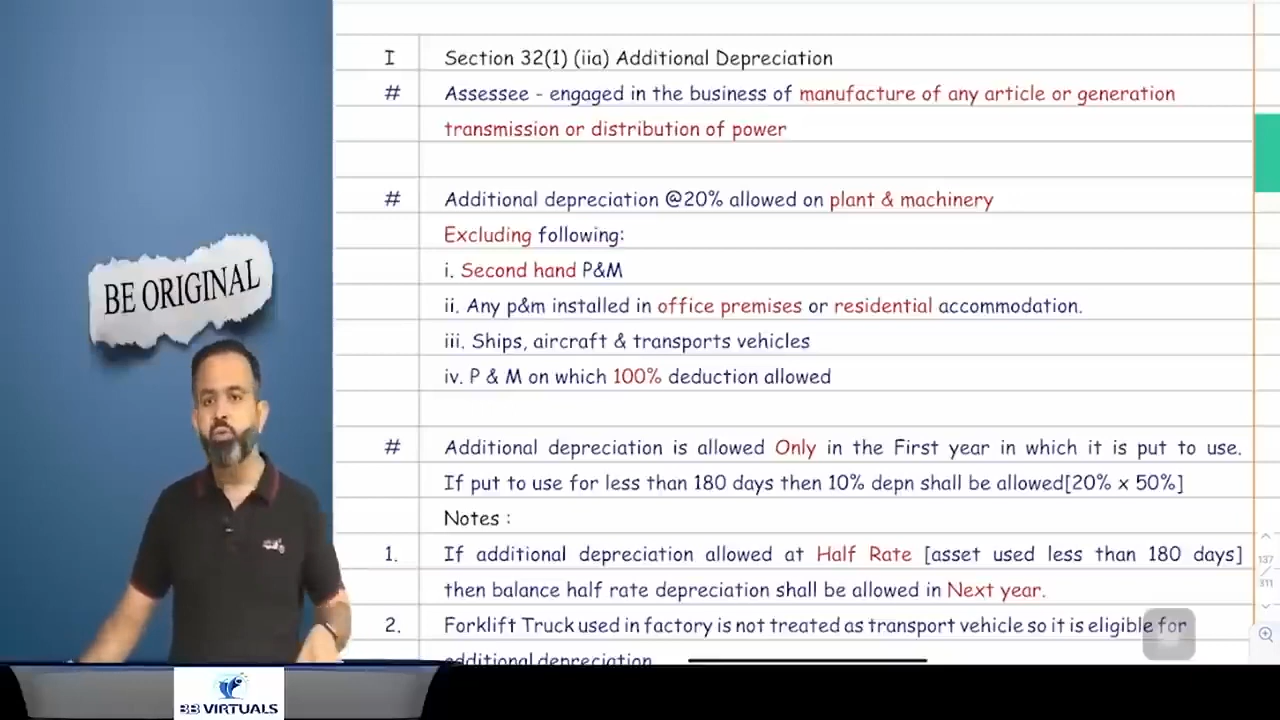 I Section 32(1) (iia) Additional Depreciation
# Assessee - engaged in the business of manufacture of any article or generation
transmission or distribution of power
# Additional depreciation @20% allowed on plant & machinery
Excluding following:
i. Second hand P&M
ii. Any p&m installed in office premises or residential accommodation.
iii. Ships, aircraft & transports vehicles
iv. P & M on which 100% deduction allowed
# Additional depreciation is allowed Only in the First year in which it is put to use.
If put to use for less than 180 days then 10% depn shall be allowed[20% x 50%]
Notes :
1. If additional depreciation allowed at Half Rate [asset used less than 180 days]
then balance half rate depreciation shall be allowed in Next year.
2. Forklift Truck used in factory is not treated as transport vehicle so it is eligible for
additional depreciation
BE ORIGINAL
BB VIRTUALS
137
311